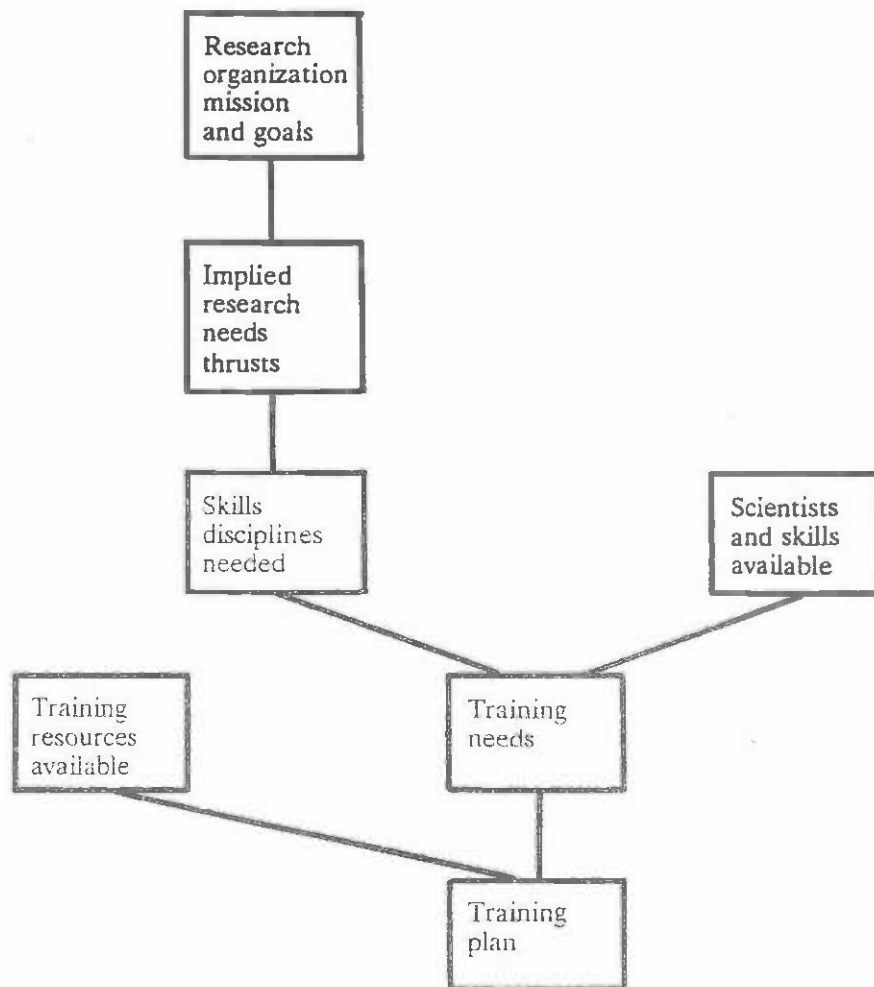 Research
organization
mission
and goals
Implied
research
needs
thrusts
Skills
disciplines
needed
Scientists
and skills
available
Training
resources
available
Training
needs
Training
plan